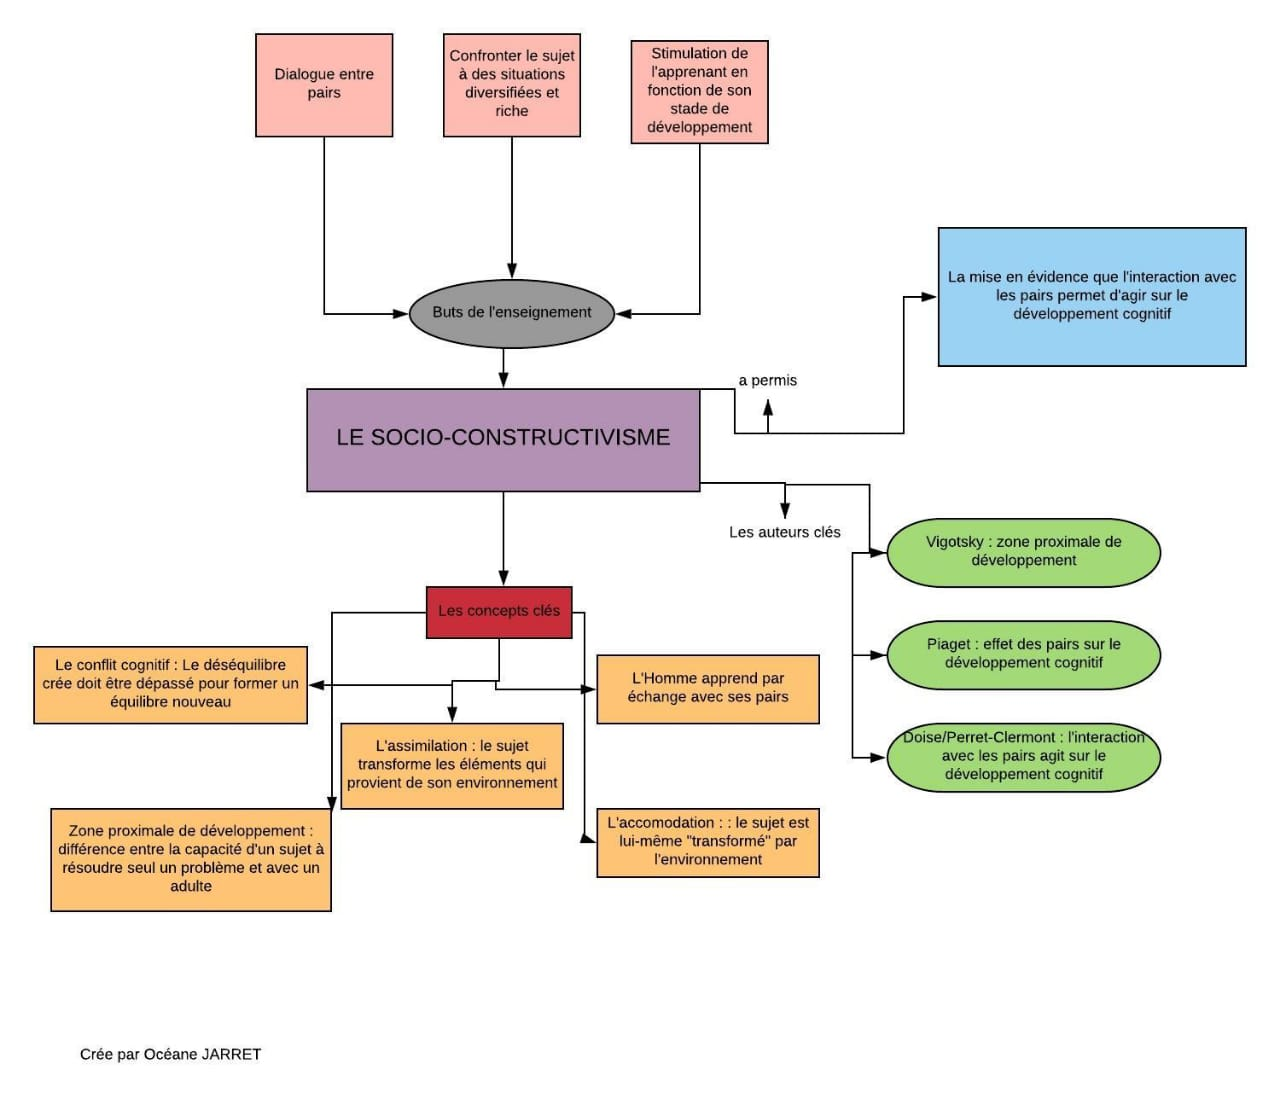 Dialogue entre
pairs
Confronter le sujet
à des situations
diversifiées et
riche
Stimulation de
l'apprenant en
fonction de son
stade de
développement
Buts de l'enseignement
La mise en évidence que l'interaction avec
les pairs permet d'agir sur le
développement cognitif
a permis
LE SOCIO-CONSTRUCTIVISME
Les auteurs clés
Vigotsky : zone proximale de
développement
Piaget : effet des pairs sur le
développement cognitif
Doise/Perret-Clermont : l'interaction
avec les pairs agit sur le
développement cognitif
Les concepts clés
Le conflit cognitif : Le déséquilibre
crée doit être dépassé pour former un
équilibre nouveau
L'Homme apprend par
échange avec ses pairs
L'assimilation : le sujet
transforme les éléments qui
provient de son environnement
Zone proximale de développement :
différence entre la capacité d'un sujet à
résoudre seul un problème et avec un
adulte
L'accomodation : : le sujet est
lui-même "transformé" par
l'environnement
Crée par Océane JARRET